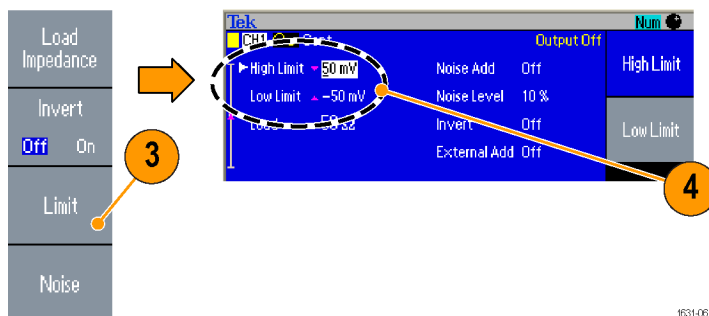 Load
Impedance
Invert
Off On
Limit
Noise
3
Tek
Num
CH1 Output Off
High Limit 50 mV Noise Add Off
Low Limit -50 mV Noise Level 10 %
Load 50 Ω Invert Off
External Add Off
High Limit
Low Limit
4
1631-06